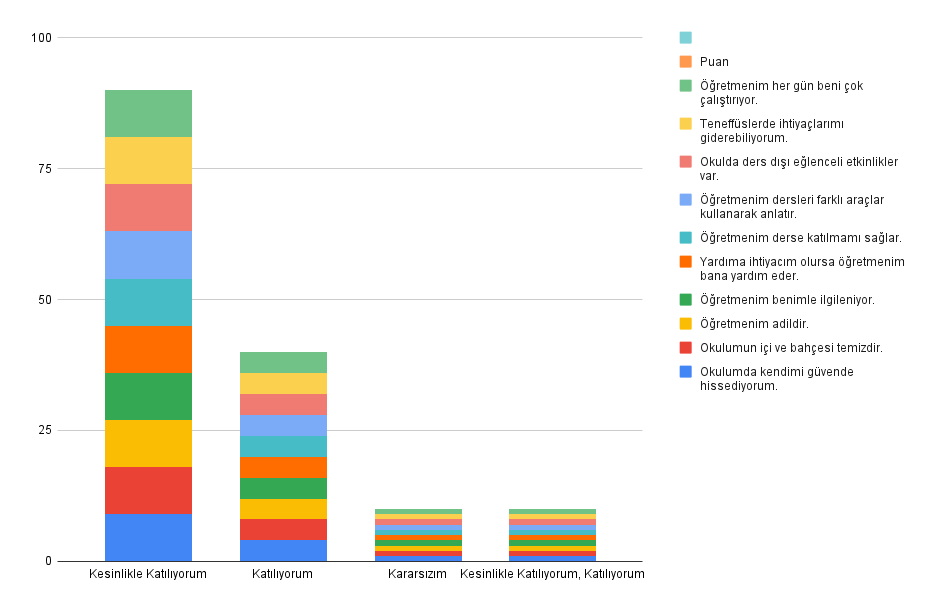 100
75
50
25
0
Kesinlikle Katılıyorum
Katılıyorum
Kararsızım
Kesinlikle Katılıyorum, Katılıyorum
Puan
Öğretmenim her gün beni çok
çalıştırıyor.
Teneffüslerde ihtiyaçlarımı
giderebiliyorum.
Okulda ders dışı eğlenceli etkinlikler
var.
Öğretmenim dersleri farklı araçlar
kullanarak anlatır.
Öğretmenim derse katılmamı sağlar.
Yardıma ihtiyacım olursa öğretmenim
bana yardım eder.
Öğretmenim benimle ilgileniyor.
Öğretmenim adildir.
Okulumun içi ve bahçesi temizdir.
Okulumda kendimi güvende
hissediyorum.